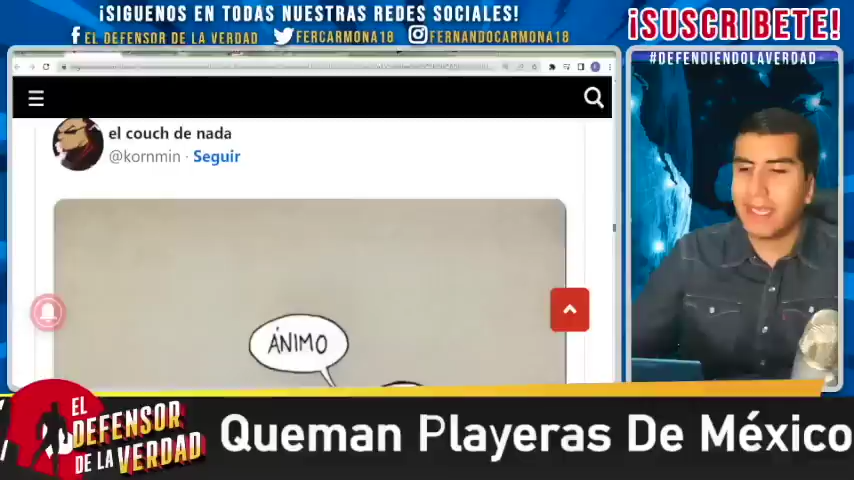 ¡SIGUENOS EN TODAS NUESTRAS REDES SOCIALES!
EL DEFENSOR DE LA VERDAD FERCARMONA18 FERNANDOCARMONA18
¡SUSCRIBETE!
#DEFENDIENDOLAVERDAD
el couch de nada
@kornmin · Seguir
ÁNIMO
EL
DEFENSOR
DE LA VERDAD
Queman Playeras De México